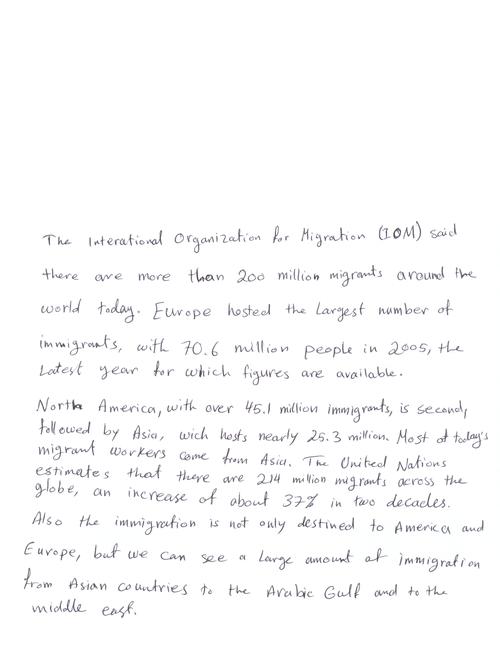 The Interational Organization for Migration (IOM) said
there are more than 200 million migrants around the
world today. Europe hosted the Largest number of
immigrants, with 70.6 million people in 2005, the
Latest year for which figures are available.
North America, with over 45.1 million immigrants, is second,
followed by Asia, wich hosts nearly 25.3 million. Most of today's
migrant workers come from Asia. The United Nations
estimates that there are 214 million migrants across the
globe, an increase of about 37% in two decades.
Also the immigration is not only destined to America and
Europe, but we can see a large amount of immigration
from Asian countries to the Arabic Gulf and to the
middle east.